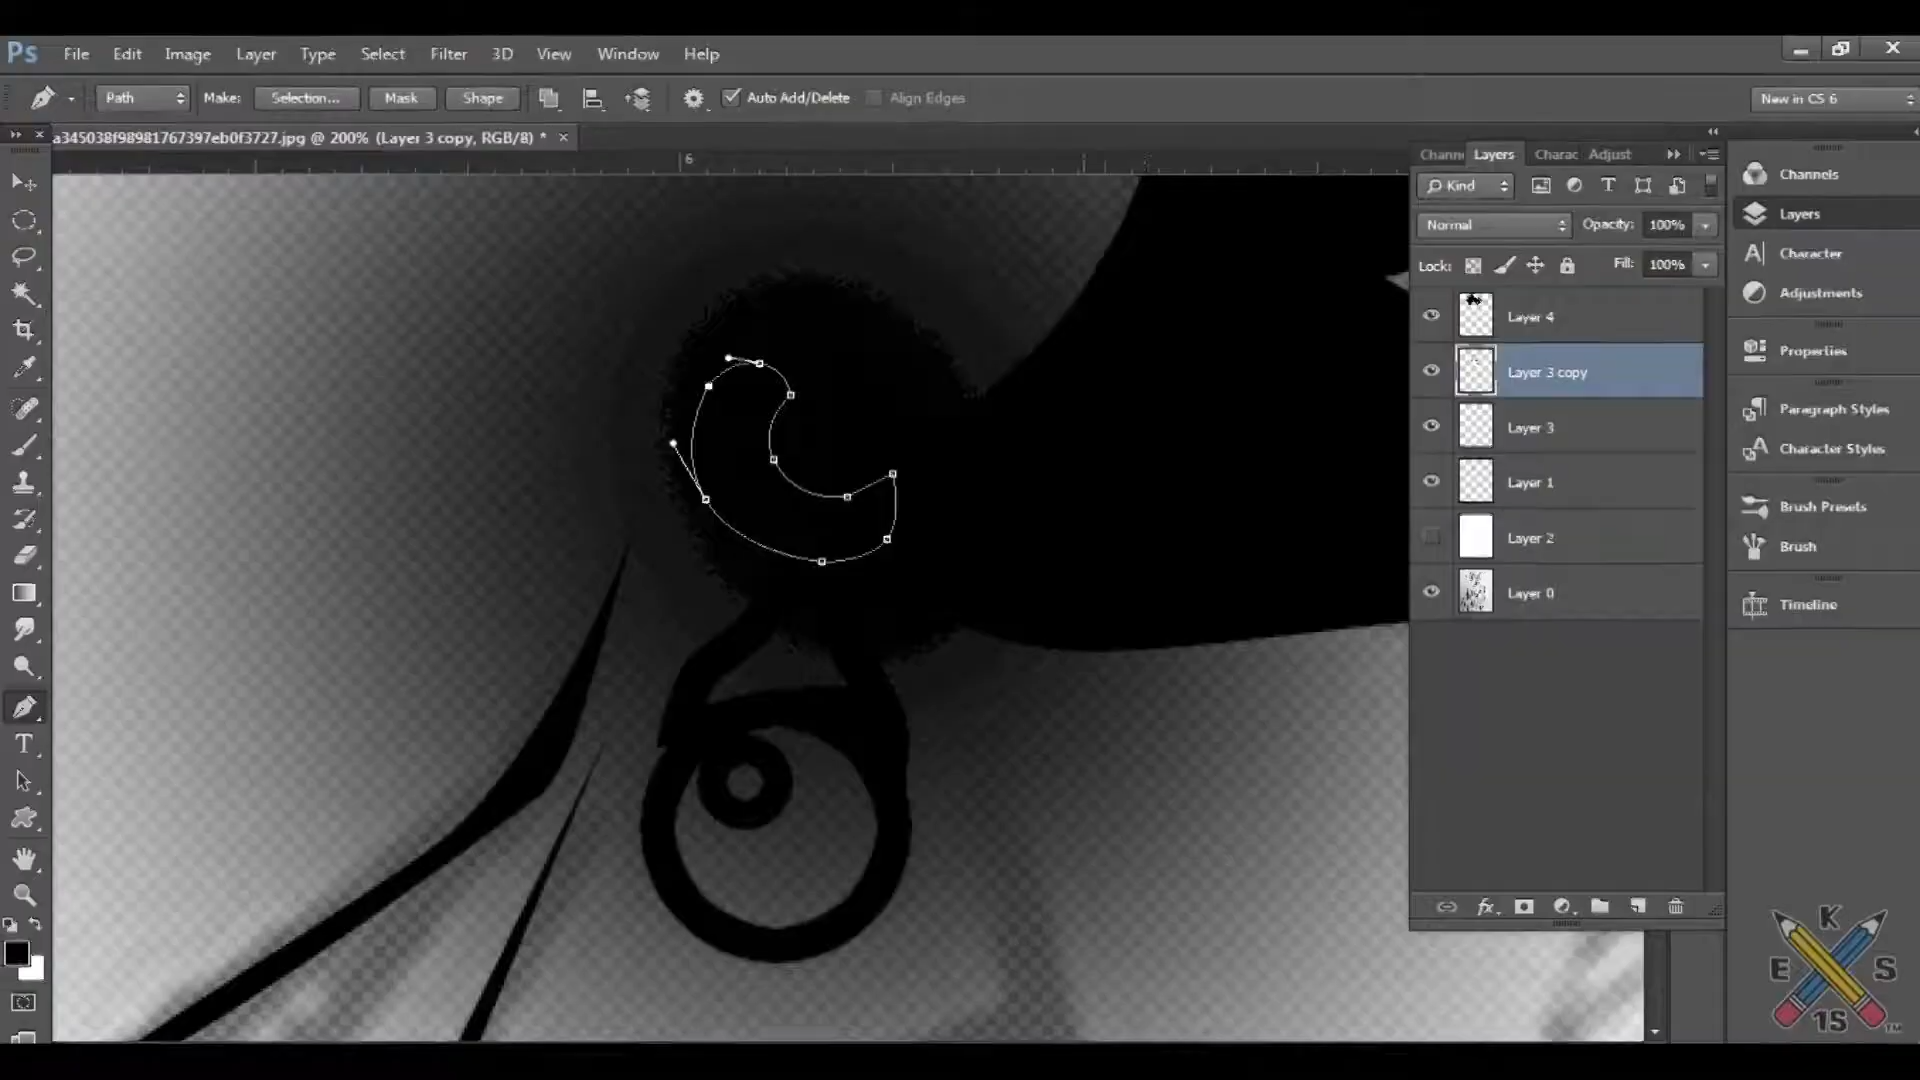 Ps File Edit Image Layer Type Select Filter 3D View Window Help
Path Make: Selection... Mask Shape Auto Add/Delete Align Edges New in CS 6
a345038f98981767397eb0f3727.jpg @ 200% (Layer 3 copy, RGB/8) *
6
Chann Layers Charac Adjust
Kind
Normal Opacity: 100%
Lock: Fill: 100%
Layer 4
Layer 3 copy
Layer 3
Layer 1
Layer 2
Layer 0
fx
Channels
Layers
Character
Adjustments
Properties
Paragraph Styles
Character Styles
Brush Presets
Brush
Timeline
K
E S
15
TM